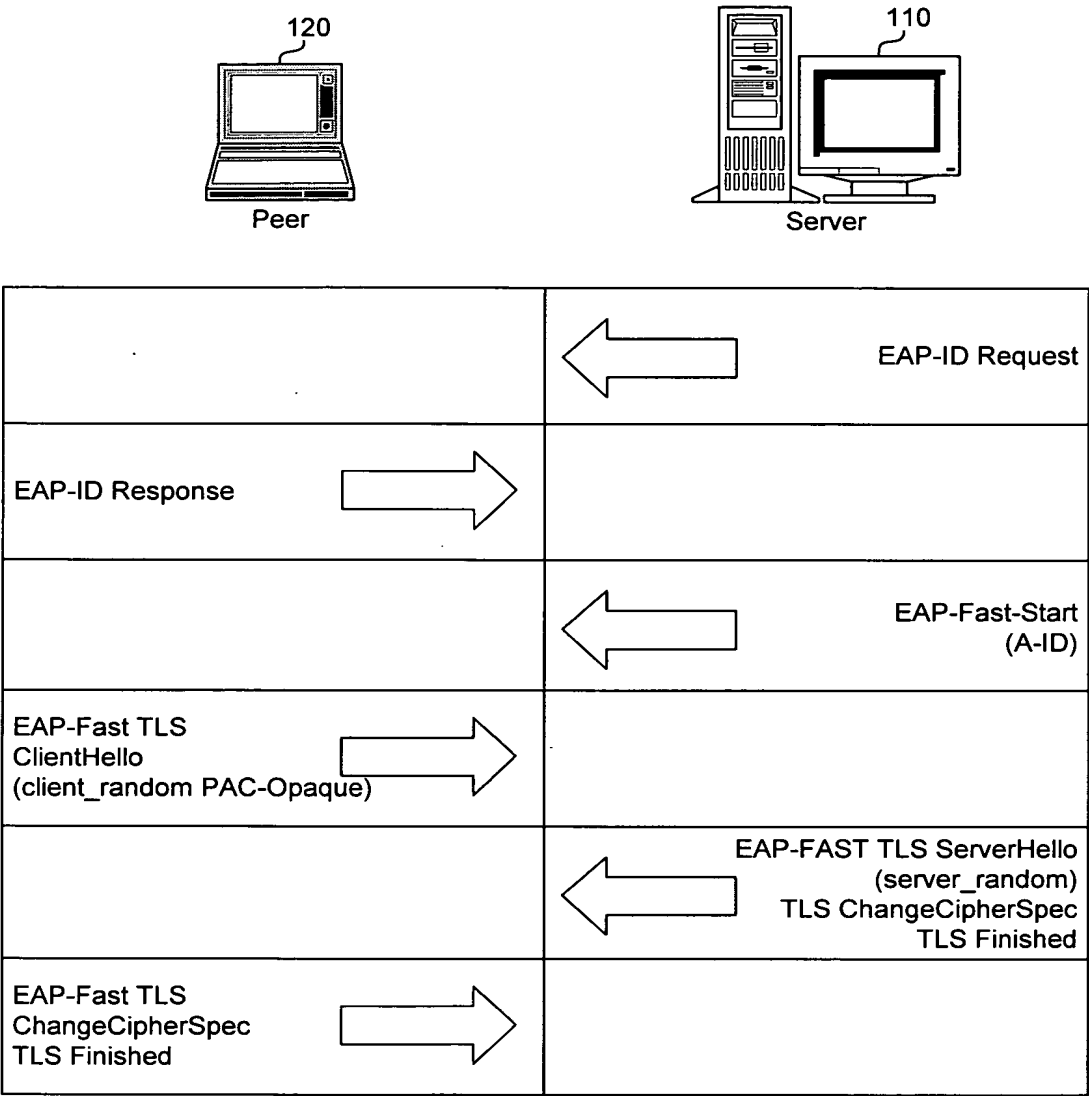 120
110
Peer
Server
EAP-ID Request
EAP-ID Response
EAP-Fast-Start
(A-ID)
EAP-Fast TLS
ClientHello
(client_random PAC-Opaque)
EAP-FAST TLS ServerHello
(server_random)
TLS ChangeCipherSpec
TLS Finished
EAP-Fast TLS
ChangeCipherSpec
TLS Finished